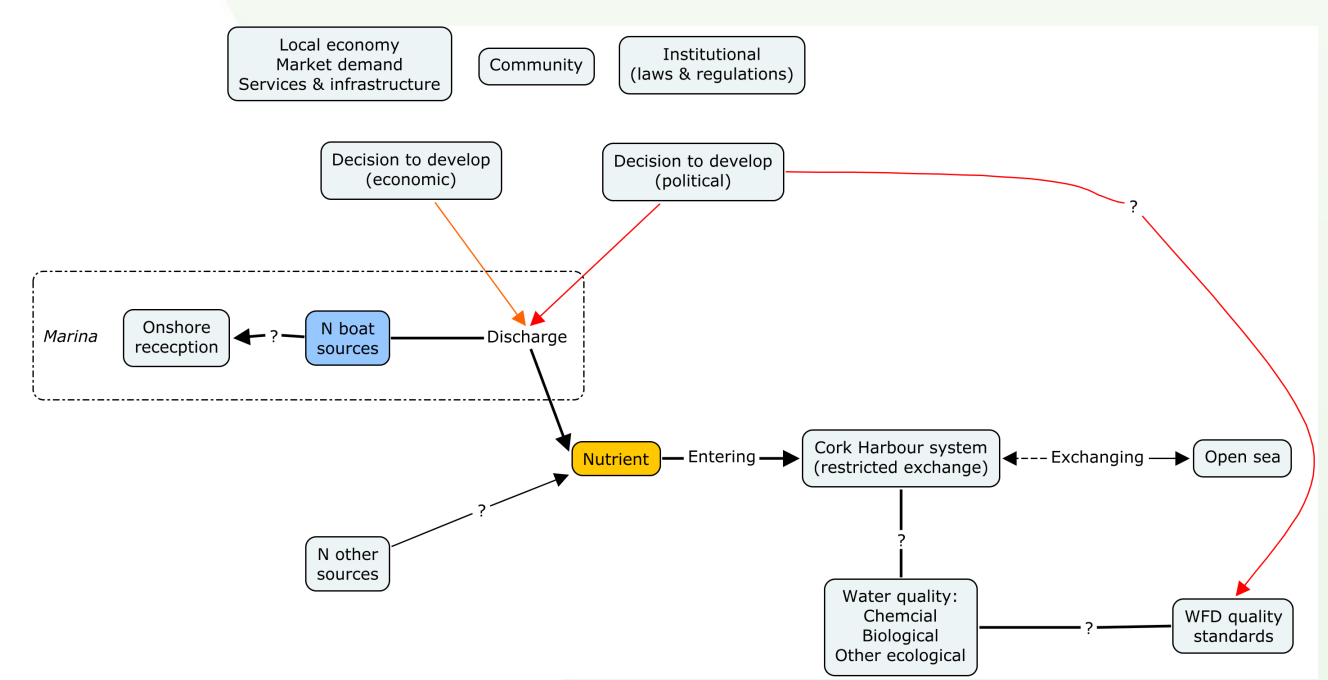 Local economy
Market demand
Services & infrastructure
Community
Institutional
(laws & regulations)
Decision to develop
(economic)
Decision to develop
(political)
?
Marina
Onshore
rececption
?
N boat
sources
Discharge
Nutrient
Entering
Cork Harbour system
(restricted exchange)
Exchanging
Open sea
?
N other
sources
?
Water quality:
Chemcial
Biological
Other ecological
?
WFD quality
standards